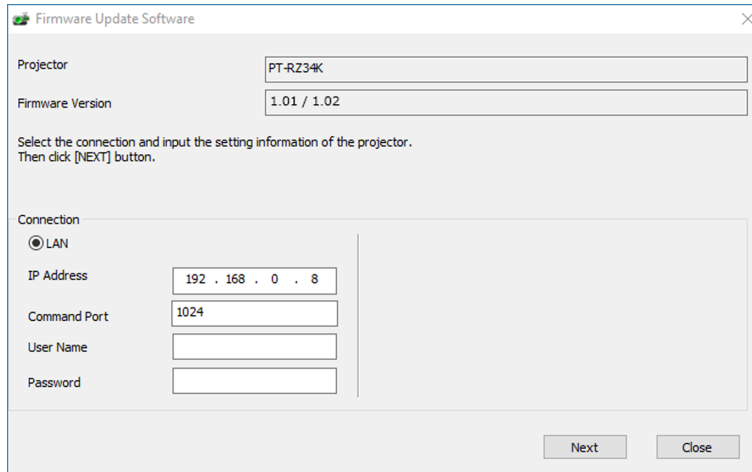 Firmware Update Software
Projector PT-RZ34K
Firmware Version 1.01 / 1.02
Select the connection and input the setting information of the projector.
Then click [NEXT] button.
Connection
LAN
IP Address 192 . 168 . 0 . 8
Command Port 1024
User Name
Password
Next Close